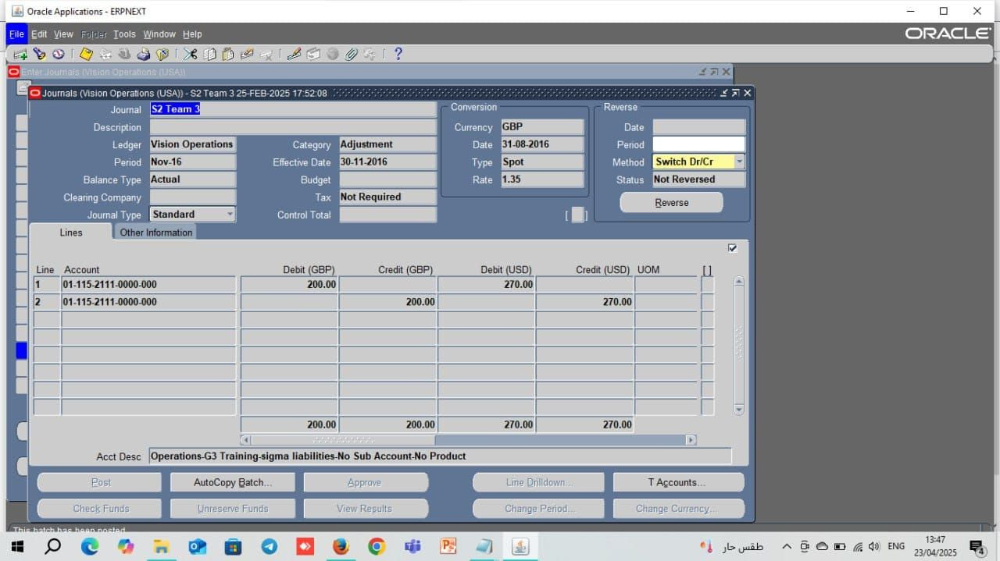 Oracle Applications - ERPNEXT
File Edit View Folder Tools Window Help
ORACLE
Enter Journals (Vision Operations (USA))
Journals (Vision Operations (USA)) - S2 Team 3 25-FEB-2025 17:52:08
Journal S2 Team 3
Description
Ledger Vision Operations Category Adjustment
Period Nov-16 Effective Date 30-11-2016
Balance Type Actual Budget
Clearing Company Tax Not Required
Journal Type Standard Control Total
Conversion
Currency GBP
Date 31-08-2016
Type Spot
Rate 1.35
Reverse
Date
Period
Method Switch Dr/Cr
Status Not Reversed
Reverse
[ ]
Lines Other Information
Line Account Debit (GBP) Credit (GBP) Debit (USD) Credit (USD) UOM [ ]
1 01-115-2111-0000-000 200.00 270.00
2 01-115-2111-0000-000 200.00 270.00
200.00 200.00 270.00 270.00
Acct Desc Operations-G3 Training-sigma liabilities-No Sub Account-No Product
Post AutoCopy Batch... Approve Line Drilldown... T Accounts...
Check Funds Unreserve Funds View Results Change Period... Change Currency...
This batch has been posted
طقس حار ENG 13:47
23/04/2025 4